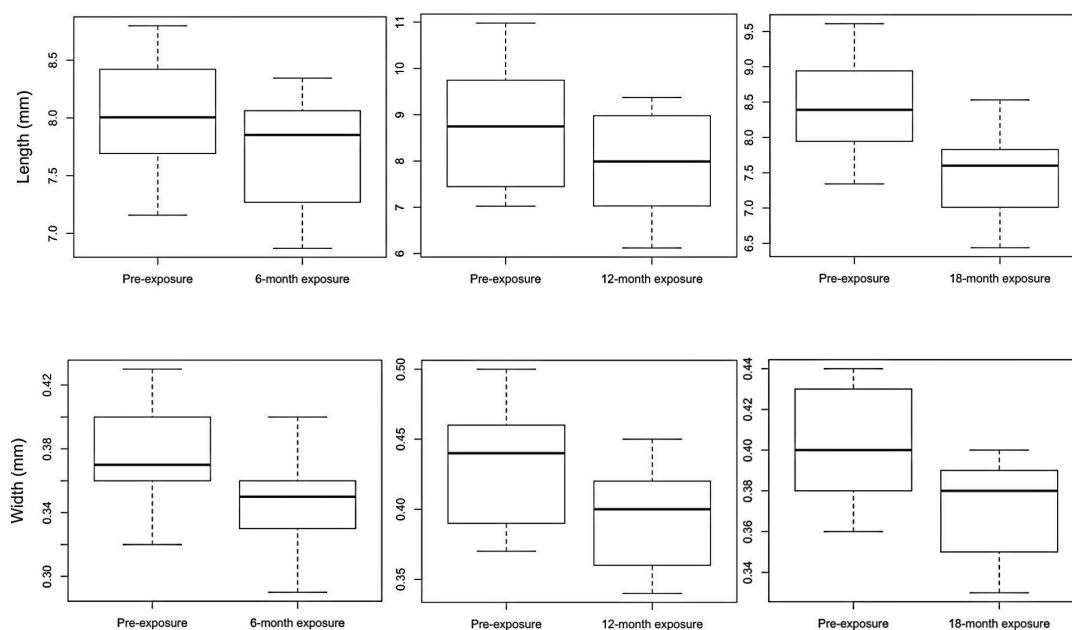 Length (mm)
7.0 7.5 8.0 8.5
Pre-exposure 6-month exposure
6 7 8 9 10 11
Pre-exposure 12-month exposure
6.5 7.0 7.5 8.0 8.5 9.5
Pre-exposure 18-month exposure
Width (mm)
0.30 0.34 0.38 0.42
Pre-exposure 6-month exposure
0.35 0.40 0.45 0.50
Pre-exposure 12-month exposure
0.34 0.36 0.38 0.40 0.42 0.44
Pre-exposure 18-month exposure